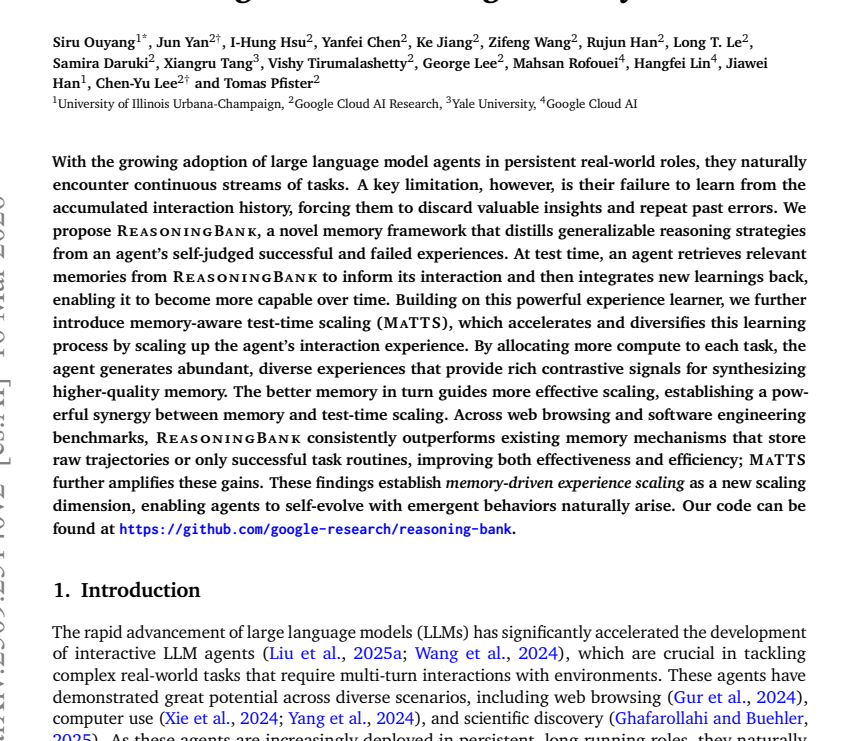 Siru Ouyang1*, Jun Yan2†, I-Hung Hsu2, Yanfei Chen2, Ke Jiang2, Zifeng Wang2, Rujun Han2, Long T. Le2,
Samira Daruki2, Xiangru Tang3, Vishy Tirumalashetty2, George Lee2, Mahsan Rofouei4, Hangfei Lin4, Jiawei
Han1, Chen-Yu Lee2† and Tomas Pfister2
1University of Illinois Urbana-Champaign, 2Google Cloud AI Research, 3Yale University, 4Google Cloud AI
With the growing adoption of large language model agents in persistent real-world roles, they naturally
encounter continuous streams of tasks. A key limitation, however, is their failure to learn from the
accumulated interaction history, forcing them to discard valuable insights and repeat past errors. We
propose ReasoningBank, a novel memory framework that distills generalizable reasoning strategies
from an agent's self-judged successful and failed experiences. At test time, an agent retrieves relevant
memories from ReasoningBank to inform its interaction and then integrates new learnings back,
enabling it to become more capable over time. Building on this powerful experience learner, we further
introduce memory-aware test-time scaling (MaTTS), which accelerates and diversifies this learning
process by scaling up the agent's interaction experience. By allocating more compute to each task, the
agent generates abundant, diverse experiences that provide rich contrastive signals for synthesizing
higher-quality memory. The better memory in turn guides more effective scaling, establishing a pow-
erful synergy between memory and test-time scaling. Across web browsing and software engineering
benchmarks, ReasoningBank consistently outperforms existing memory mechanisms that store
raw trajectories or only successful task routines, improving both effectiveness and efficiency; MaTTS
further amplifies these gains. These findings establish memory-driven experience scaling as a new scaling
dimension, enabling agents to self-evolve with emergent behaviors naturally arise. Our code can be
found at https://github.com/google-research/reasoning-bank.
1. Introduction
The rapid advancement of large language models (LLMs) has significantly accelerated the development
of interactive LLM agents (Liu et al., 2025a; Wang et al., 2024), which are crucial in tackling
complex real-world tasks that require multi-turn interactions with environments. These agents have
demonstrated great potential across diverse scenarios, including web browsing (Gur et al., 2024),
computer use (Xie et al., 2024; Yang et al., 2024), and scientific discovery (Ghafarollahi and Buehler,
2025). As these agents are increasingly deployed in persistent, long-running roles, they naturally